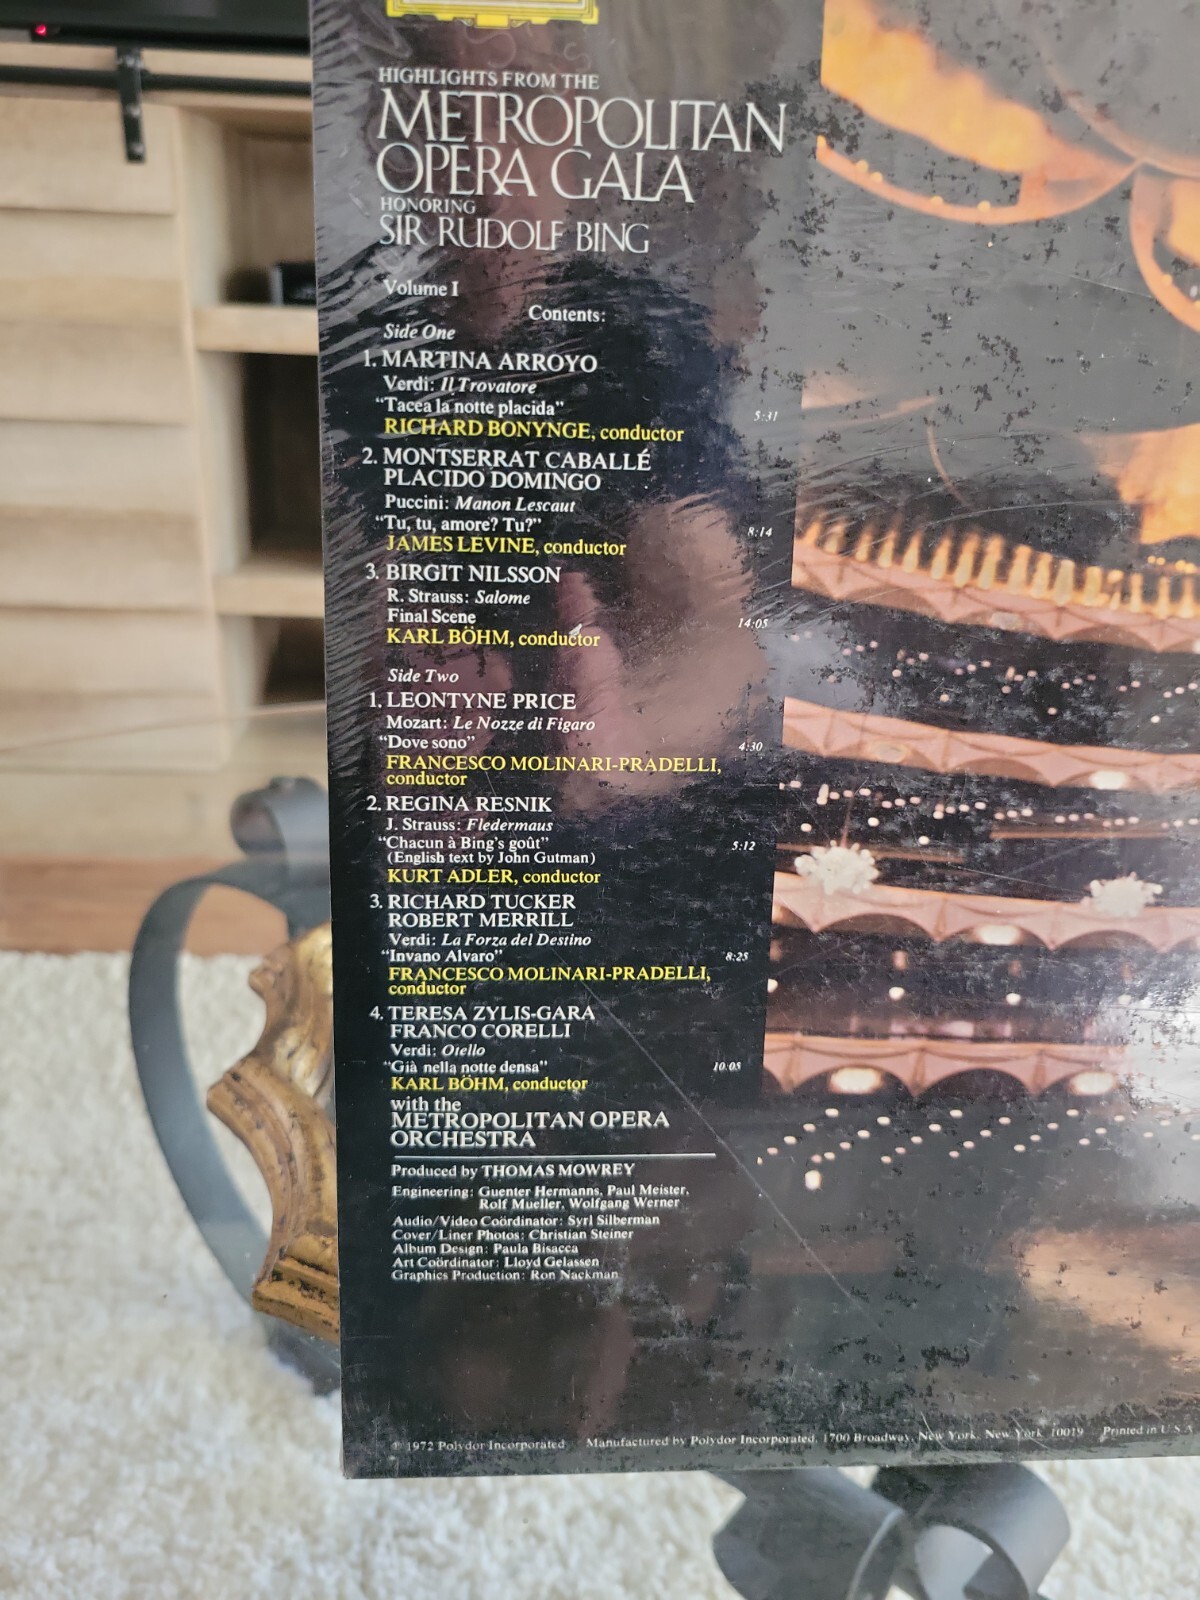 HIGHLIGHTS FROM THE
METROPOLITAN
OPERA GALA
HONORING
SIR RUDOLF BING
Volume I
Contents:
Side One
1. MARTINA ARROYO
Verdi: Il Trovatore
“Tacea la notte placida” 5:31
RICHARD BONYNGE, conductor
2. MONTSERRAT CABALLÉ
PLACIDO DOMINGO
Puccini: Manon Lescaut
“Tu, tu, amore? Tu?” 8:14
JAMES LEVINE, conductor
3. BIRGIT NILSSON
R. Strauss: Salome
Final Scene 14:05
KARL BÖHM, conductor
Side Two
1. LEONTYNE PRICE
Mozart: Le Nozze di Figaro
“Dove sono” 4:30
FRANCESCO MOLINARI-PRADELLI,
conductor
2. REGINA RESNIK
J. Strauss: Fledermaus
“Chacun à Bing's goût” 5:12
(English text by John Gutman)
KURT ADLER, conductor
3. RICHARD TUCKER
ROBERT MERRILL
Verdi: La Forza del Destino
“Invano Alvaro” 8:25
FRANCESCO MOLINARI-PRADELLI,
conductor
4. TERESA ZYLIS-GARA
FRANCO CORELLI
Verdi: Otello
“Già nella notte densa” 10:05
KARL BÖHM, conductor
with the
METROPOLITAN OPERA
ORCHESTRA
Produced by THOMAS MOWREY
Engineering: Guenter Hermanns, Paul Meister,
Rolf Mueller, Wolfgang Werner
Audio/Video Coördinator: Syrl Silberman
Cover/Liner Photos: Christian Steiner
Album Design: Paula Bisacca
Art Coördinator: Lloyd Gelassen
Graphics Production: Ron Nackman
℗ 1972 Polydor Incorporated Manufactured by Polydor Incorporated, 1700 Broadway, New York, New York 10019 Printed in U.S.A